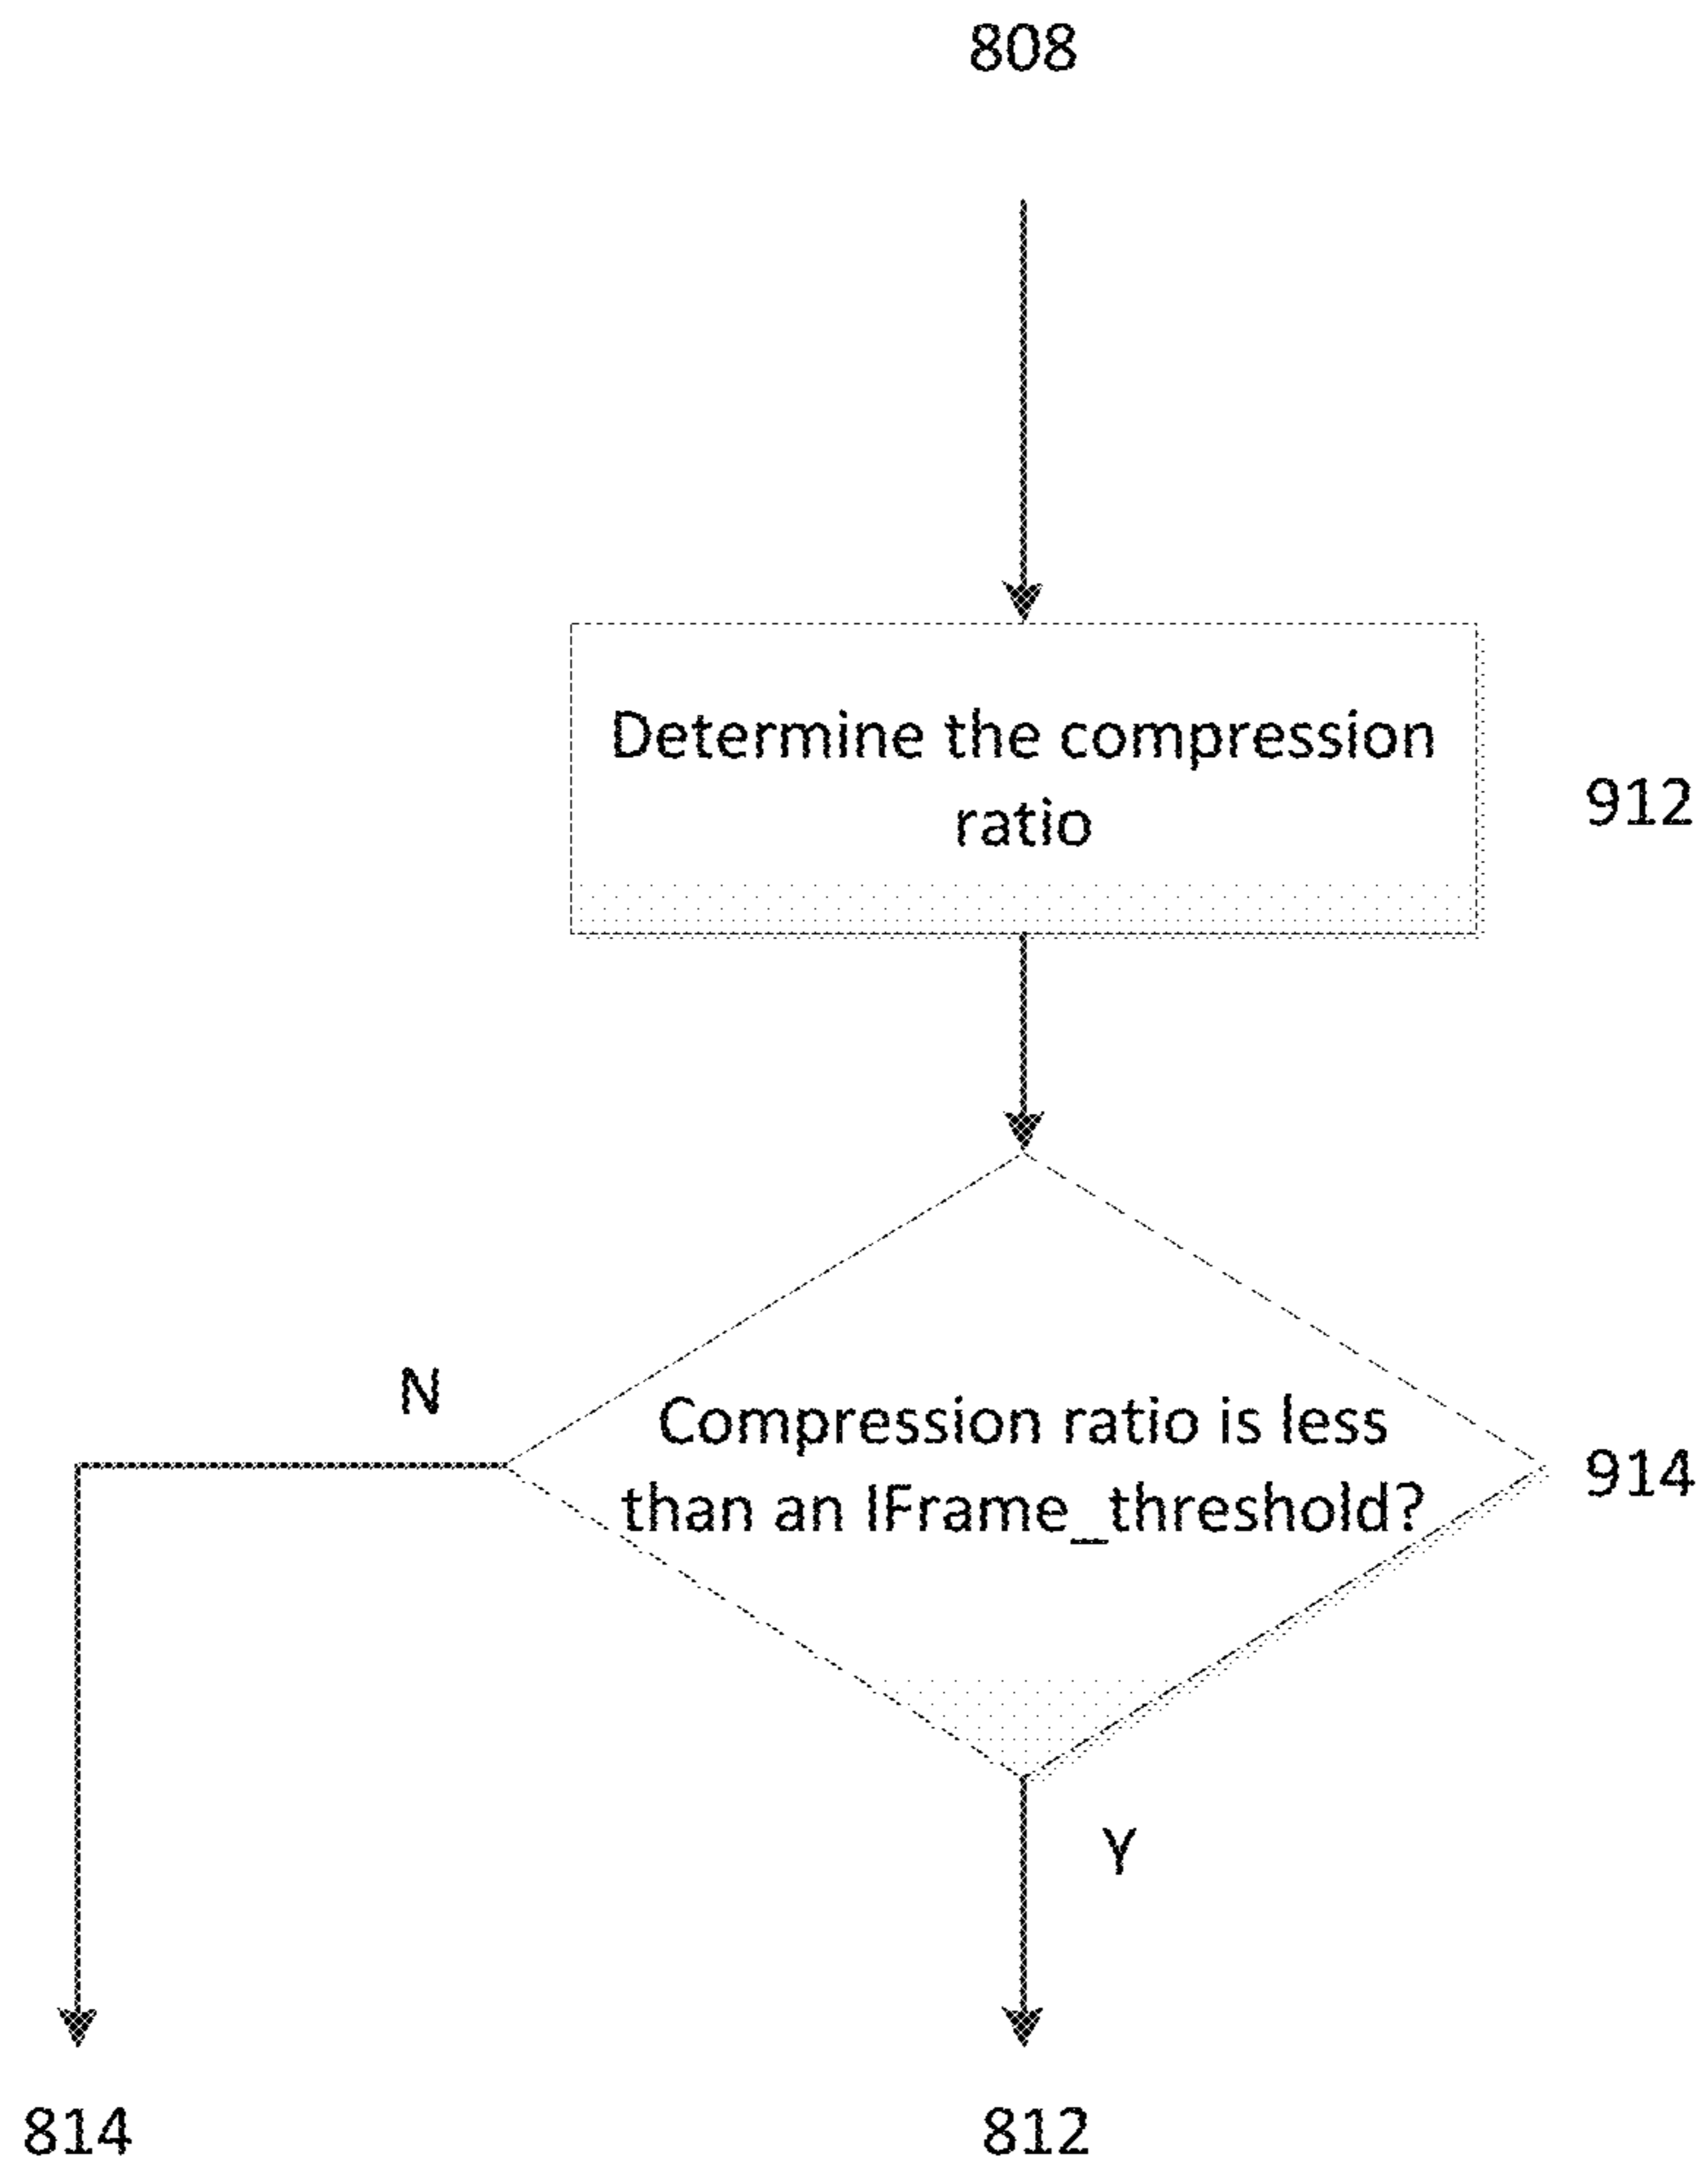 808
Determine the compression
ratio
912
N
Compression ratio is less
than an IFrame_threshold?
914
Y
814
812